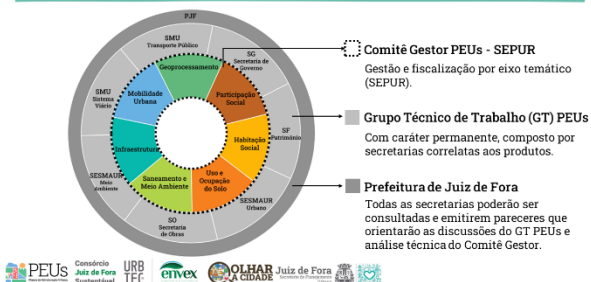 PJF
SMU
Transporte Público
SG
Secretaria de
Governo
SMU
Sistema
Viário
SF
Patrimônio
SESMAUR
Meio
Ambiente
SESMAUR
Urbano
SO
Secretaria
de Obras
Geoprocessamento
Participação
Social
Mobilidade
Urbana
Habitação
Social
Infraestrutura
Uso e
Ocupação
do Solo
Saneamento e
Meio Ambiente
Comitê Gestor PEUs - SEPUR
Gestão e fiscalização por eixo temático
(SEPUR).
Grupo Técnico de Trabalho (GT) PEUs
Com caráter permanente, composto por
secretarias correlatas aos produtos.
Prefeitura de Juiz de Fora
Todas as secretarias poderão ser
consultadas e emitirem pareceres que
orientarão as discussões do GT PEUs e
análise técnica do Comitê Gestor.
PEUs
Consórcio
Juiz de Fora
Sustentável
URB
TEC
envex
OLHAR
A CIDADE
Juiz de Fora